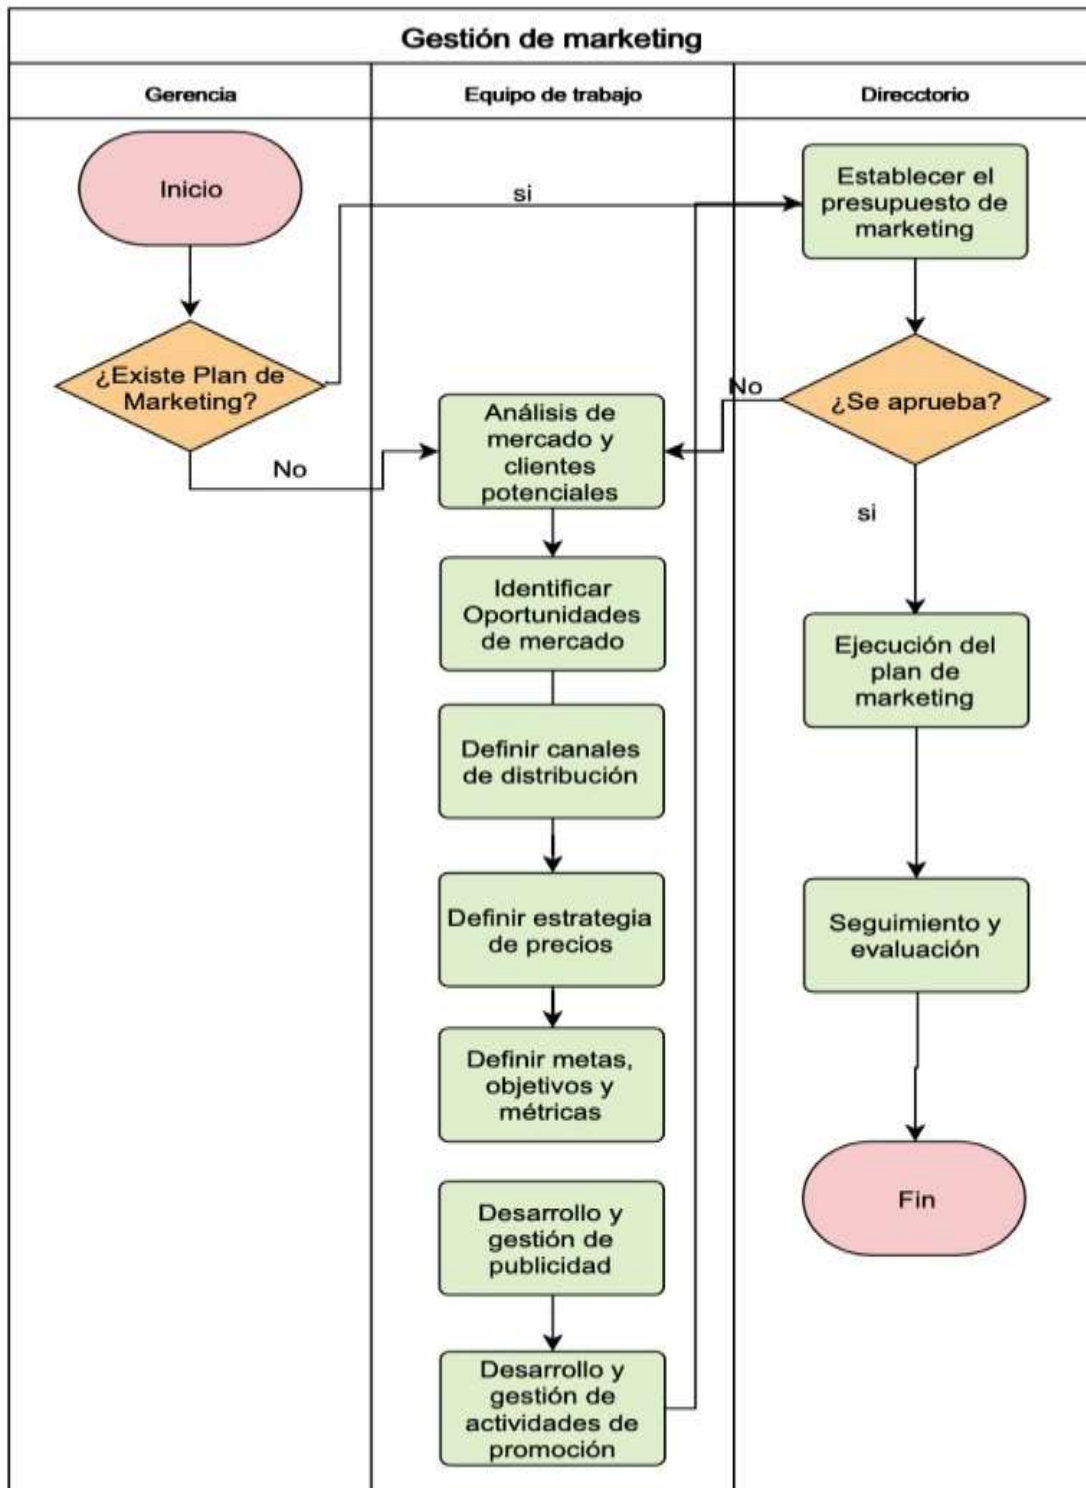 Gestión de marketing
Gerencia
Equipo de trabajo
Direcctorio
Inicio
si
Establecer el
presupuesto de
marketing
¿Existe Plan de
Marketing?
No
¿Se aprueba?
No
si
Análisis de
mercado y
clientes
potenciales
Identificar
Oportunidades
de mercado
Ejecución del
plan de
marketing
Definir canales
de distribución
Definir estrategia
de precios
Seguimiento y
evaluación
Definir metas,
objetivos y
métricas
Desarrollo y
gestión de
publicidad
Fin
Desarrollo y
gestión de
actividades de
promoción